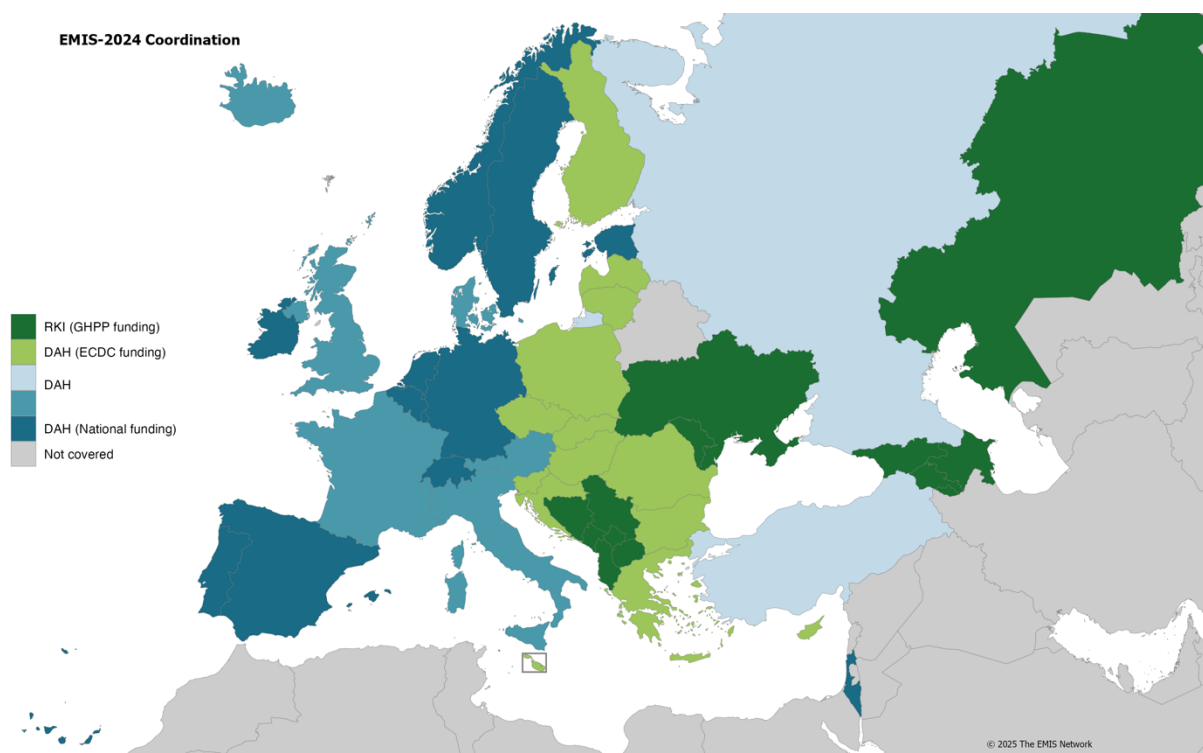 EMIS-2024 Coordination
RKI (GHPP funding)
DAH (ECDC funding)
DAH
DAH (National funding)
Not covered
© 2025 The EMIS Network